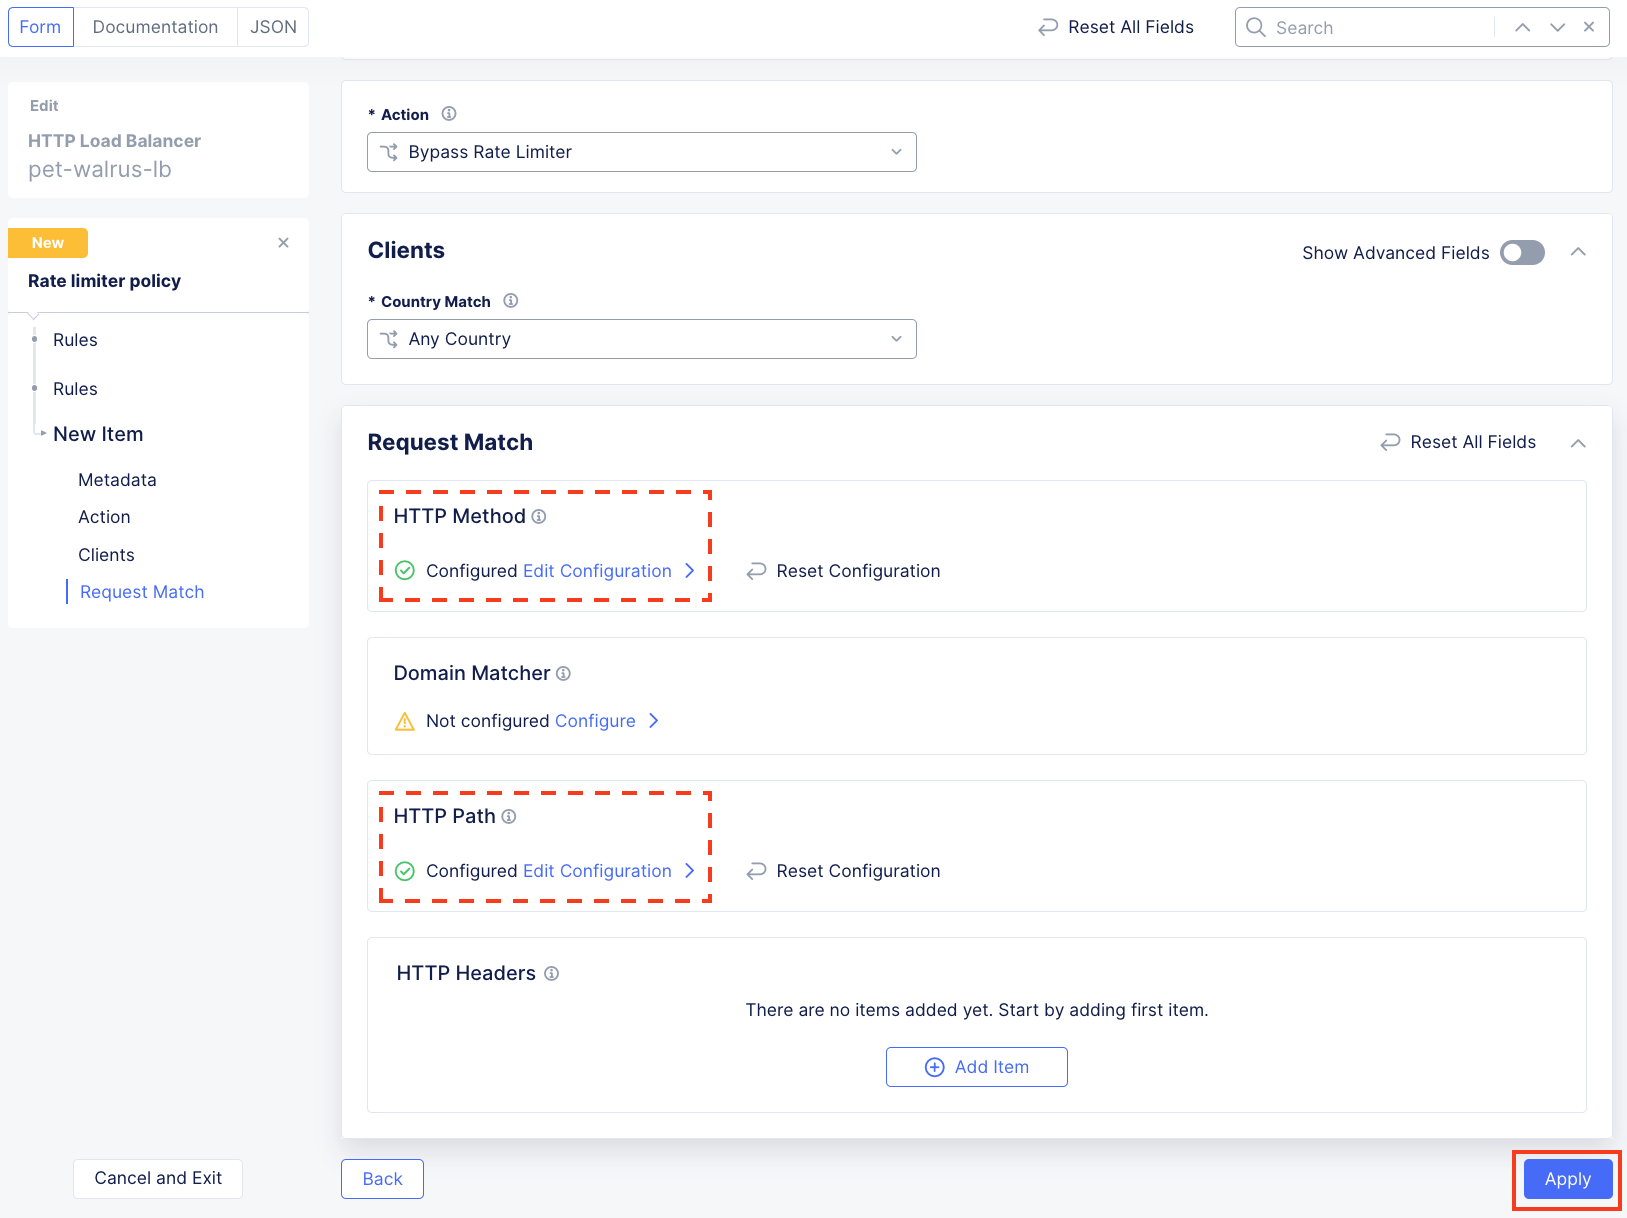 Form Documentation JSON
Reset All Fields
Search
Edit
HTTP Load Balancer
pet-walrus-lb
New
Rate limiter policy
Rules
Rules
New Item
Metadata
Action
Clients
Request Match
* Action
Bypass Rate Limiter
Clients
Show Advanced Fields
* Country Match
Any Country
Request Match
Reset All Fields
HTTP Method
Configured Edit Configuration
Reset Configuration
Domain Matcher
Not configured Configure
HTTP Path
Configured Edit Configuration
Reset Configuration
HTTP Headers
There are no items added yet. Start by adding first item.
Add Item
Cancel and Exit
Back
Apply